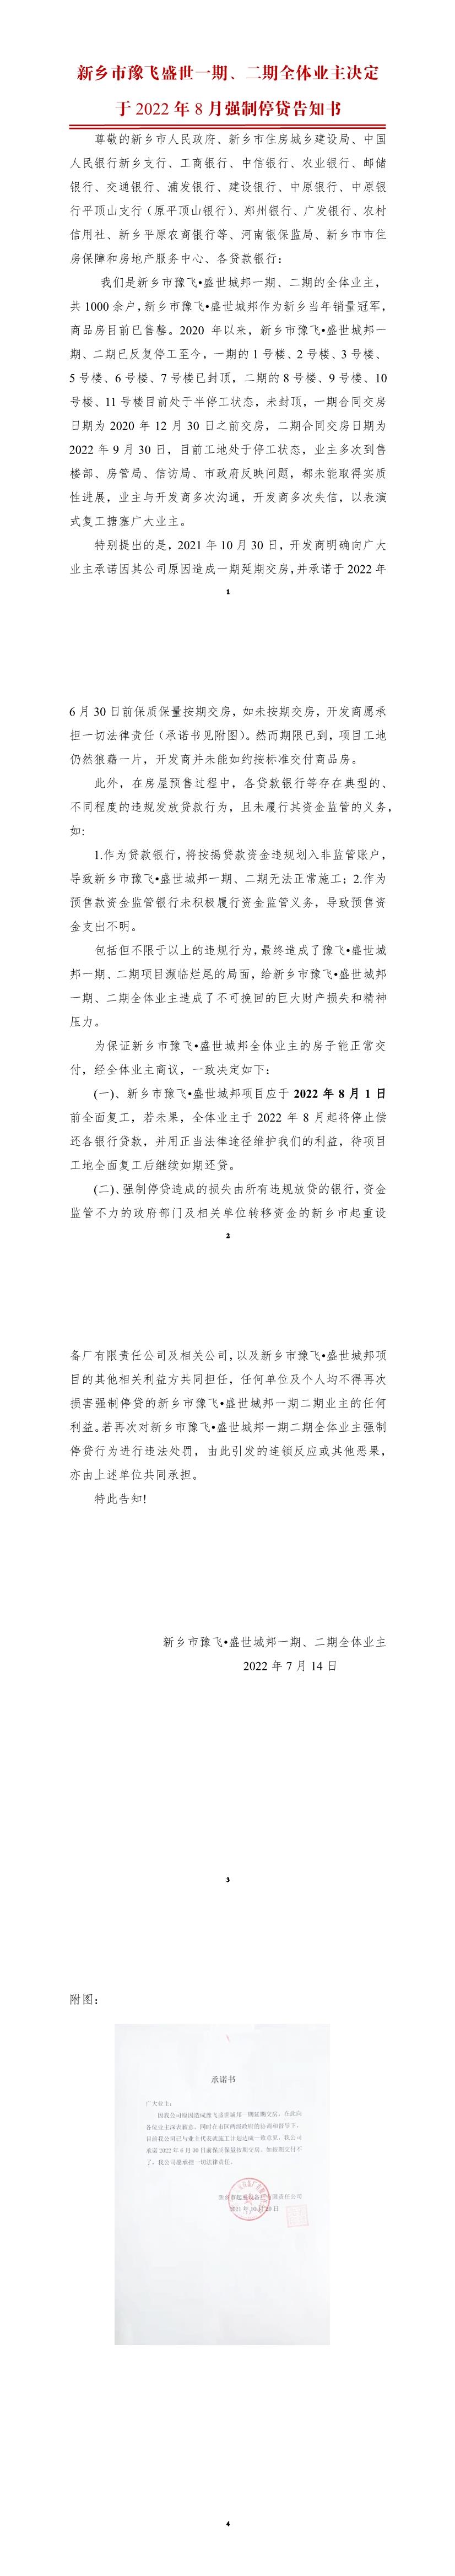 新乡市豫飞盛世一期、二期全体业主决定
于 2022 年 8 月强制停贷告知书
尊敬的新乡市人民政府、新乡市住房城乡建设局、中国
人民银行新乡支行、工商银行、中信银行、农业银行、邮储
银行、交通银行、浦发银行、建设银行、中原银行、中原银
行平顶山支行（原平顶山银行）、郑州银行、广发银行、农村
信用社、新乡平原农商银行等、河南银保监局、新乡市市住
房保障和房地产服务中心、各贷款银行：
我们是新乡市豫飞•盛世城邦一期、二期的全体业主，
共 1000 余户，新乡市豫飞•盛世城邦作为新乡当年销量冠军，
商品房目前已售罄。2020 年以来，新乡市豫飞•盛世城邦一
期、二期已反复停工至今，一期的 1 号楼、2 号楼、3 号楼、
5 号楼、6 号楼、7 号楼已封顶，二期的 8 号楼、9 号楼、10
号楼、11 号楼目前处于半停工状态，未封顶，一期合同交房
日期为 2020 年 12 月 30 日之前交房，二期合同交房日期为
2022 年 9 月 30 日，目前工地处于停工状态，业主多次到售
楼部、房管局、信访局、市政府反映问题，都未能取得实质
性进展，业主与开发商多次沟通，开发商多次失信，以表演
式复工搪塞广大业主。
特别提出的是，2021 年 10 月 30 日，开发商明确向广大
业主承诺因其公司原因造成一期延期交房，并承诺于 2022 年
1
6 月 30 日前保质保量按期交房，如未按期交房，开发商愿承
担一切法律责任（承诺书见附图）。然而期限已到，项目工地
仍然狼藉一片，开发商并未能如约按标准交付商品房。
此外，在房屋预售过程中，各贷款银行等存在典型的、
不同程度的违规发放贷款行为，且未履行其资金监管的义务，
如：
1.作为贷款银行，将按揭贷款资金违规划入非监管账户，
导致新乡市豫飞•盛世城邦一期、二期无法正常施工；2.作为
预售款资金监管银行未积极履行资金监管义务，导致预售资
金支出不明。
包括但不限于以上的违规行为，最终造成了豫飞•盛世城
邦一期、二期项目濒临烂尾的局面，给新乡市豫飞•盛世城邦
一期、二期全体业主造成了不可挽回的巨大财产损失和精神
压力。
为保证新乡市豫飞•盛世城邦全体业主的房子能正常交
付，经全体业主商议，一致决定如下：
（一）、新乡市豫飞•盛世城邦项目应于 2022 年 8 月 1 日
前全面复工，若未果，全体业主于 2022 年 8 月起将停止偿
还各银行贷款，并用正当法律途径维护我们的利益，待项目
工地全面复工后继续如期还贷。
（二）、强制停贷造成的损失由所有违规放贷的银行，资金
监管不力的政府部门及相关单位转移资金的新乡市起重设
2
备厂有限责任公司及相关公司，以及新乡市豫飞•盛世城邦项
目的其他相关利益方共同担任，任何单位及个人均不得再次
损害强制停贷的新乡市豫飞•盛世城邦一期二期业主的任何
利益。若再次对新乡市豫飞•盛世城邦一期二期全体业主强制
停贷行为进行违法处罚，由此引发的连锁反应或其他恶果，
亦由上述单位共同承担。
特此告知!
新乡市豫飞•盛世城邦一期、二期全体业主
2022 年 7 月 14 日
3
附图：
承诺书
广大业主：
因我公司原因造成豫飞盛世城邦一期延期交房，在此向
各位业主深表歉意。同时在市区两级政府的协调和督导下，
目前我公司已与业主代表就施工计划达成一致意见，我公司
承诺 2022 年 6 月 30 日前保质保量按期交房，如按期交付不
了，我公司愿承担一切法律责任。
新乡市起重设备厂有限责任公司
4